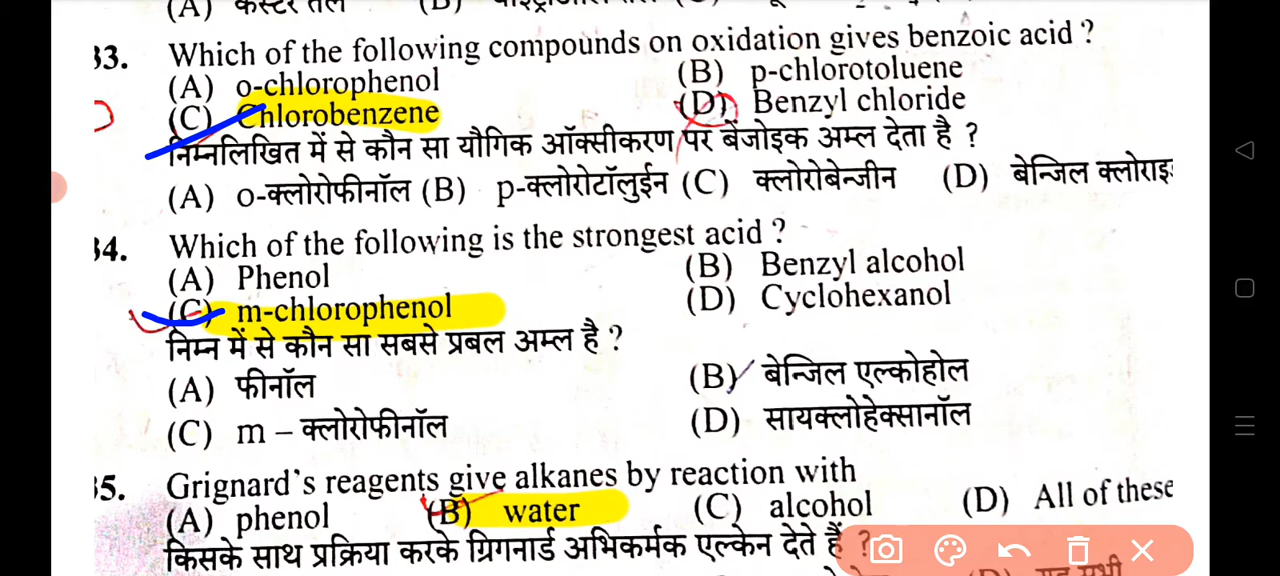 (A) कैस्टर तेल (B)
33. Which of the following compounds on oxidation gives benzoic acid ?
(A) o-chlorophenol (B) p-chlorotoluene
(C) Chlorobenzene (D) Benzyl chloride
निम्नलिखित में से कौन सा यौगिक ऑक्सीकरण पर बेंजोइक अम्ल देता है ?
(A) o-क्लोरोफीनॉल (B) p-क्लोरोटॉलुईन (C) क्लोरोबेन्जीन (D) बेन्जिल क्लोराइ
34. Which of the following is the strongest acid ?
(A) Phenol (B) Benzyl alcohol
(C) m-chlorophenol (D) Cyclohexanol
निम्न में से कौन सा सबसे प्रबल अम्ल है ?
(A) फीनॉल (B) बेन्जिल एल्कोहोल
(C) m – क्लोरोफीनॉल (D) सायक्लोहेक्सानॉल
35. Grignard's reagents give alkanes by reaction with
(A) phenol (B) water (C) alcohol (D) All of these
किसके साथ प्रक्रिया करके ग्रिगनार्ड अभिकर्मक एल्केन देते हैं ?